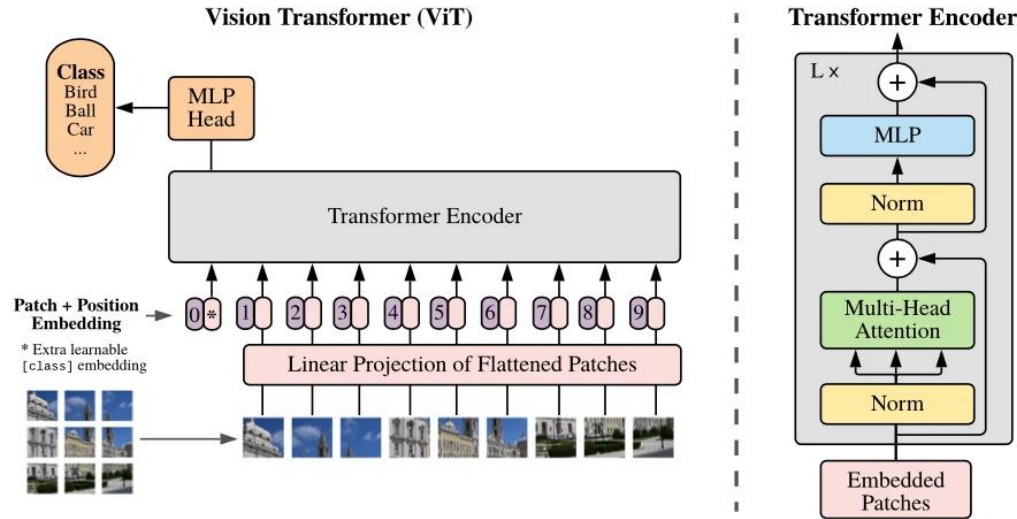 Vision Transformer (ViT)
Class
Bird
Ball
Car
...
MLP
Head
Transformer Encoder
Patch + Position
Embedding
0 * 1 2 3 4 5 6 7 8 9
* Extra learnable
[class] embedding
Linear Projection of Flattened Patches
Transformer Encoder
L ×
+
MLP
Norm
+
Multi-Head
Attention
Norm
Embedded
Patches